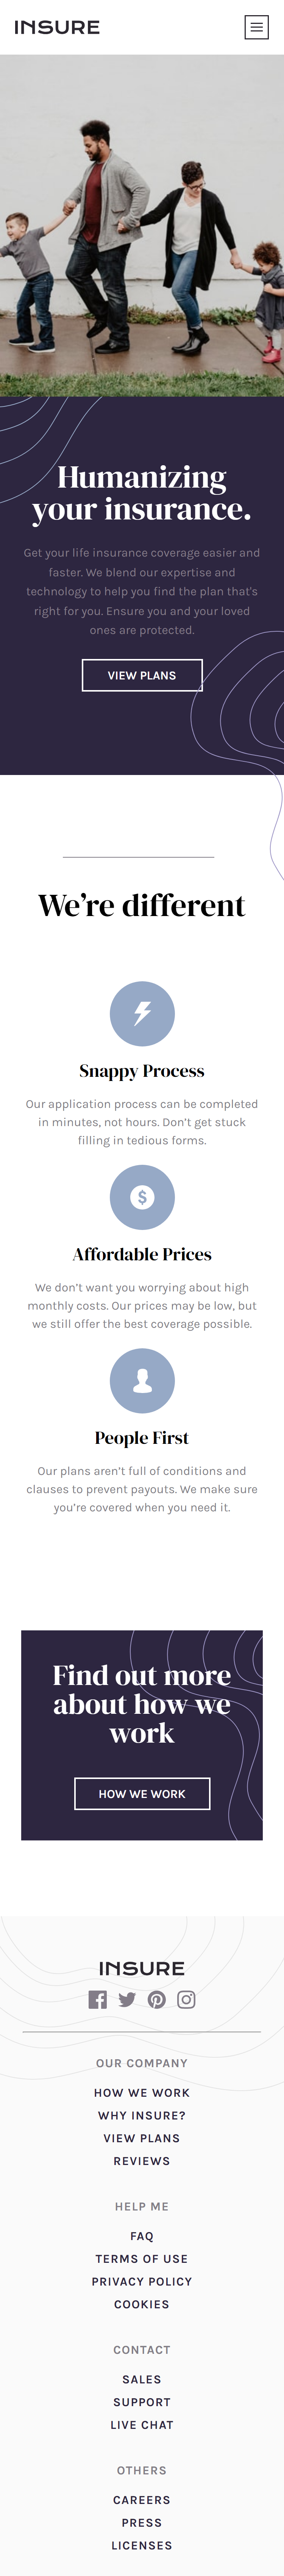 INSURE
Humanizing
your insurance.
Get your life insurance coverage easier and
faster. We blend our expertise and
technology to help you find the plan that's
right for you. Ensure you and your loved
ones are protected.
VIEW PLANS
We’re different
Snappy Process
Our application process can be completed
in minutes, not hours. Don’t get stuck
filling in tedious forms.
$
Affordable Prices
We don’t want you worrying about high
monthly costs. Our prices may be low, but
we still offer the best coverage possible.
People First
Our plans aren’t full of conditions and
clauses to prevent payouts. We make sure
you’re covered when you need it.
Find out more
about how we
work
HOW WE WORK
INSURE
OUR COMPANY
HOW WE WORK
WHY INSURE?
VIEW PLANS
REVIEWS
HELP ME
FAQ
TERMS OF USE
PRIVACY POLICY
COOKIES
CONTACT
SALES
SUPPORT
LIVE CHAT
OTHERS
CAREERS
PRESS
LICENSES